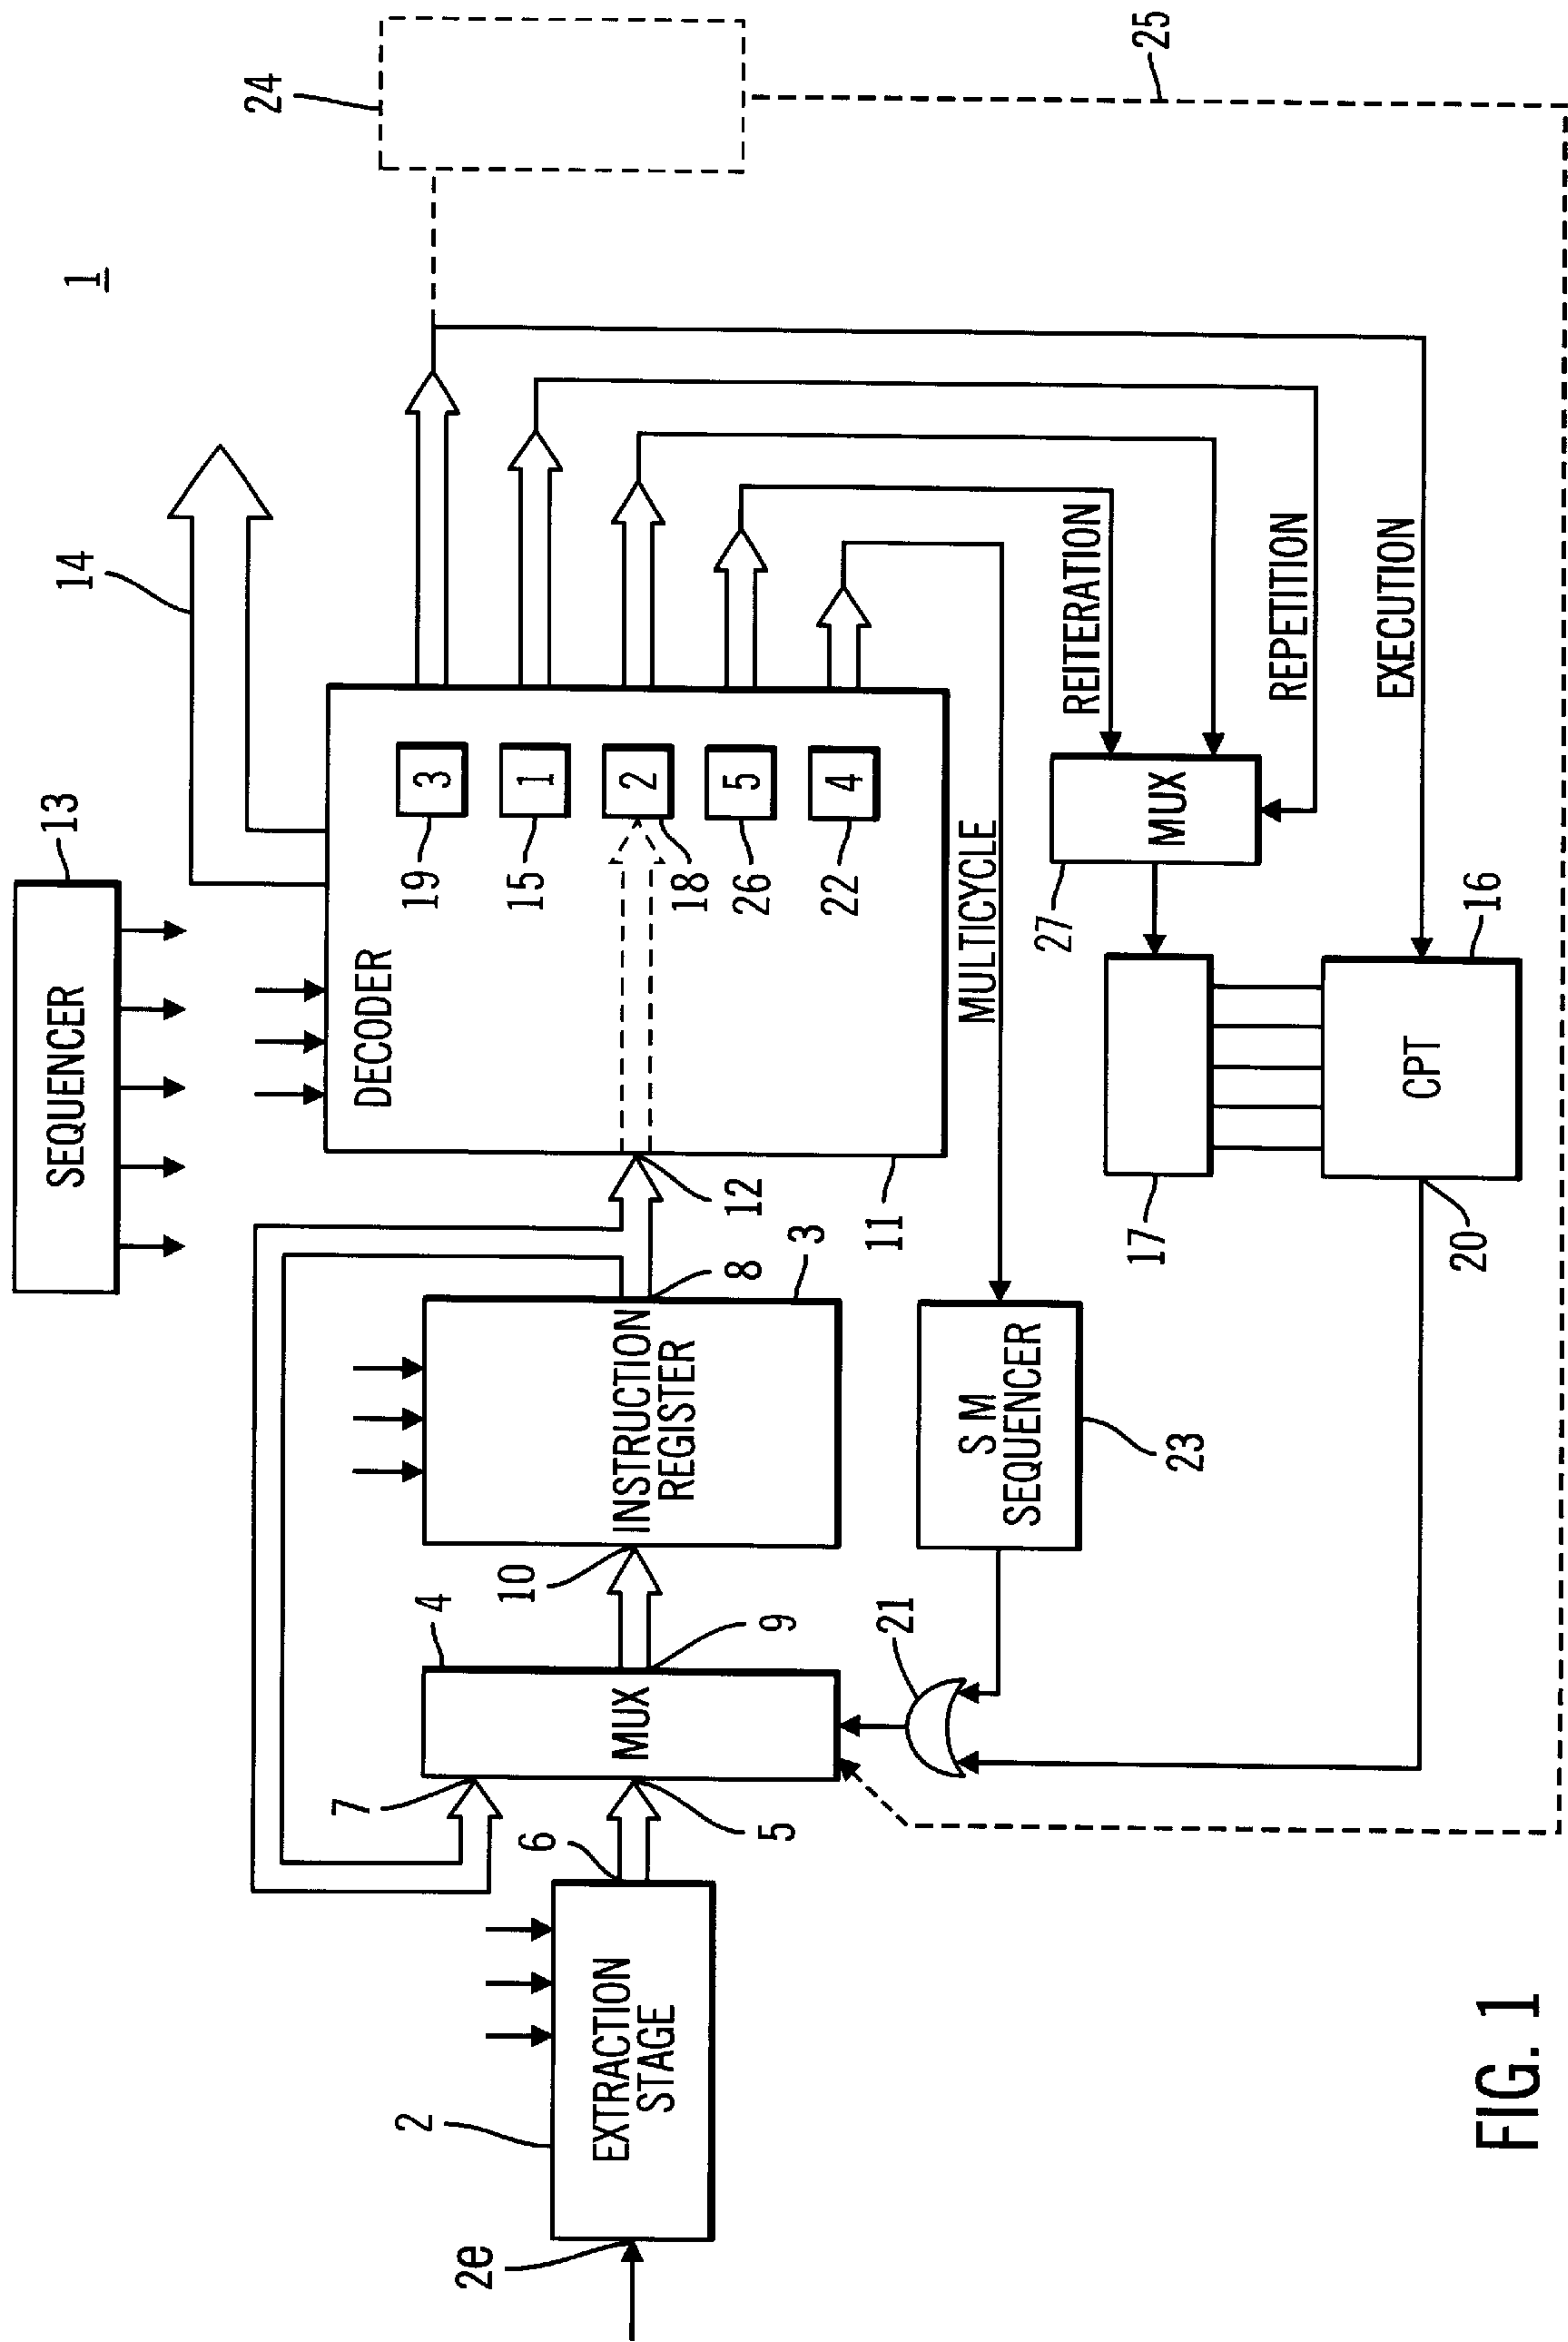 1
SEQUENCER
13
14
24
25
DECODER
3
1
2
5
4
19
15
18
26
22
12
11
INSTRUCTION
REGISTER
8
3
10
4
MUX
9
7
5
6
EXTRACTION
STAGE
2
2e
MULTICYCLE
REITERATION
REPETITION
EXECUTION
MUX
27
17
CPT
16
20
S M
SEQUENCER
23
21
FIG. 1